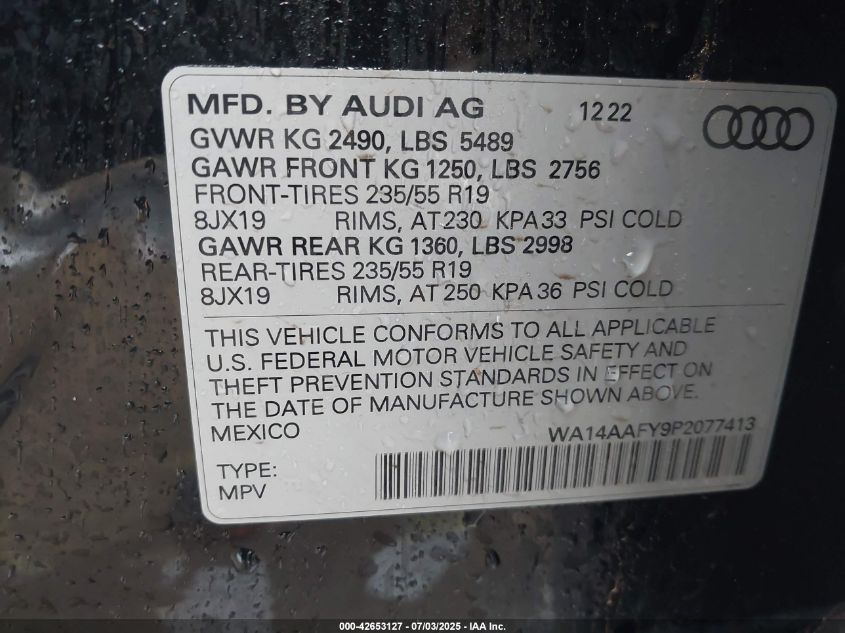 MFD. BY AUDI AG 12 22
GVWR KG 2490, LBS 5489
GAWR FRONT KG 1250, LBS 2756
FRONT-TIRES 235/55 R19
8JX19 RIMS, AT 230 KPA 33 PSI COLD
GAWR REAR KG 1360, LBS 2998
REAR-TIRES 235/55 R19
8JX19 RIMS, AT 250 KPA 36 PSI COLD
THIS VEHICLE CONFORMS TO ALL APPLICABLE
U.S. FEDERAL MOTOR VEHICLE SAFETY AND
THEFT PREVENTION STANDARDS IN EFFECT ON
THE DATE OF MANUFACTURE SHOWN ABOVE.
MEXICO WA14AAFY9P2077413
TYPE:
MPV
000-42653127 - 07/03/2025 - IAA Inc.